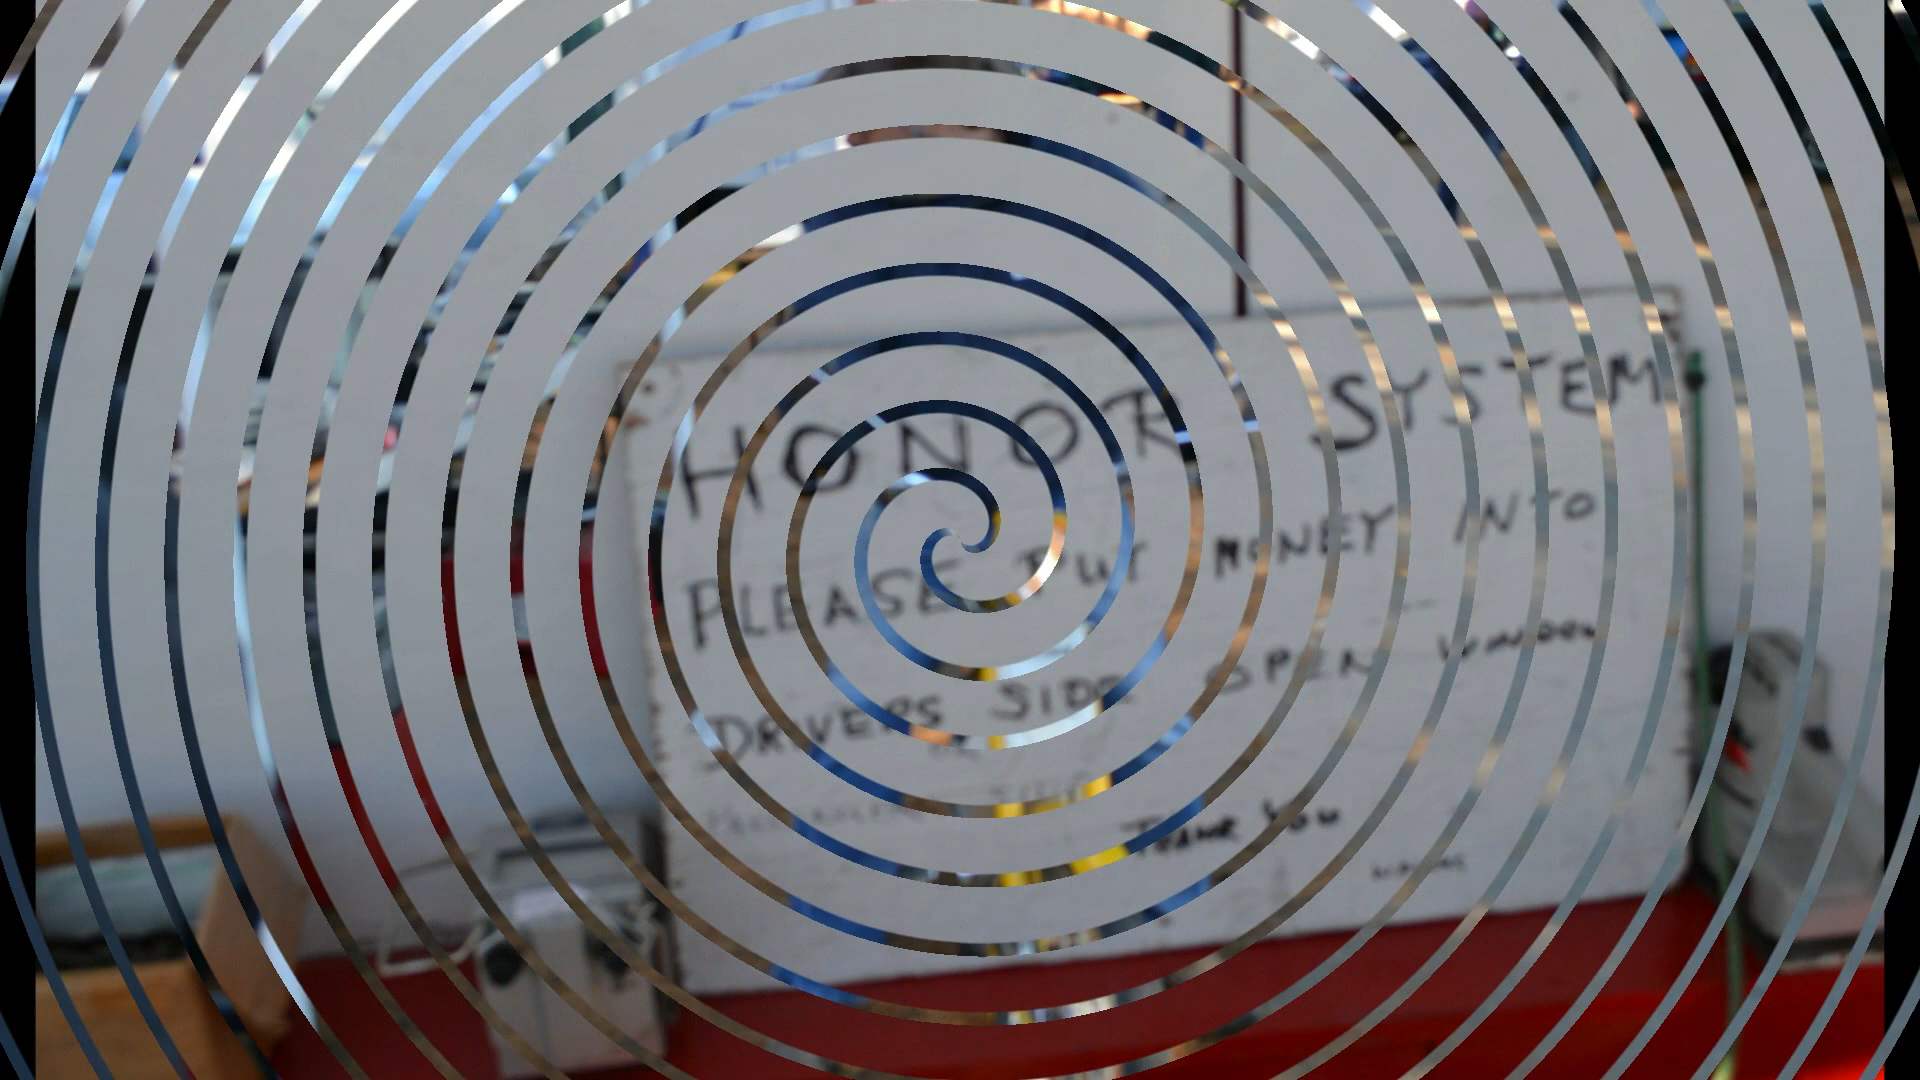 HONOR SYSTEM
PLEASE PUT MONEY INTO
DRIVERS SIDE OPEN WINDOW
THANK YOU